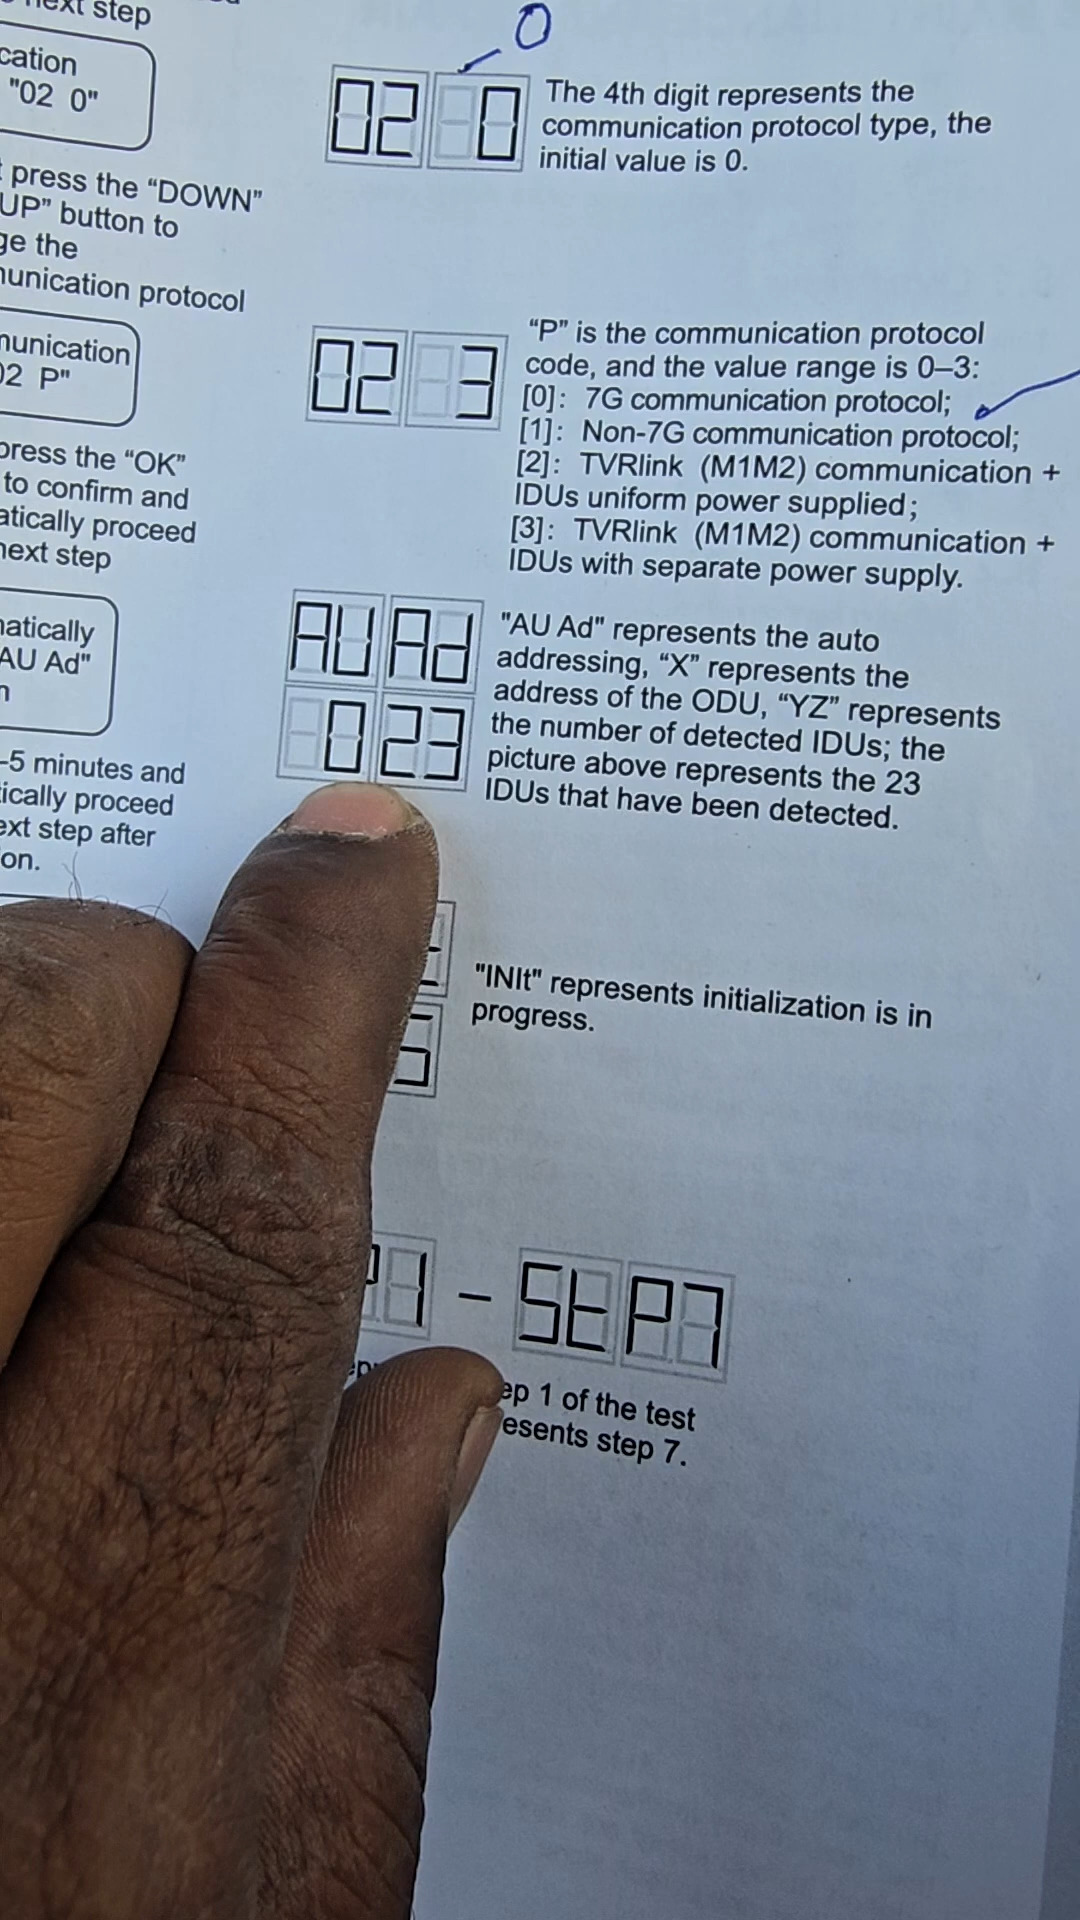 next step
cation
"02 0"
0
02 0
The 4th digit represents the
communication protocol type, the
initial value is 0.
press the “DOWN”
UP” button to
ge the
unication protocol
unication
02 P"
02 3
“P” is the communication protocol
code, and the value range is 0–3:
[0]: 7G communication protocol;
[1]: Non-7G communication protocol;
[2]: TVRlink (M1M2) communication +
IDUs uniform power supplied;
[3]: TVRlink (M1M2) communication +
IDUs with separate power supply.
press the “OK”
to confirm and
atically proceed
next step
atically
AU Ad"
AU Ad
0 23
"AU Ad" represents the auto
addressing, “X” represents the
address of the ODU, “YZ” represents
the number of detected IDUs; the
picture above represents the 23
IDUs that have been detected.
-5 minutes and
ically proceed
ext step after
on.
"INIt" represents initialization is in
progress.
P1 – StP7
ep 1 of the test
esents step 7.